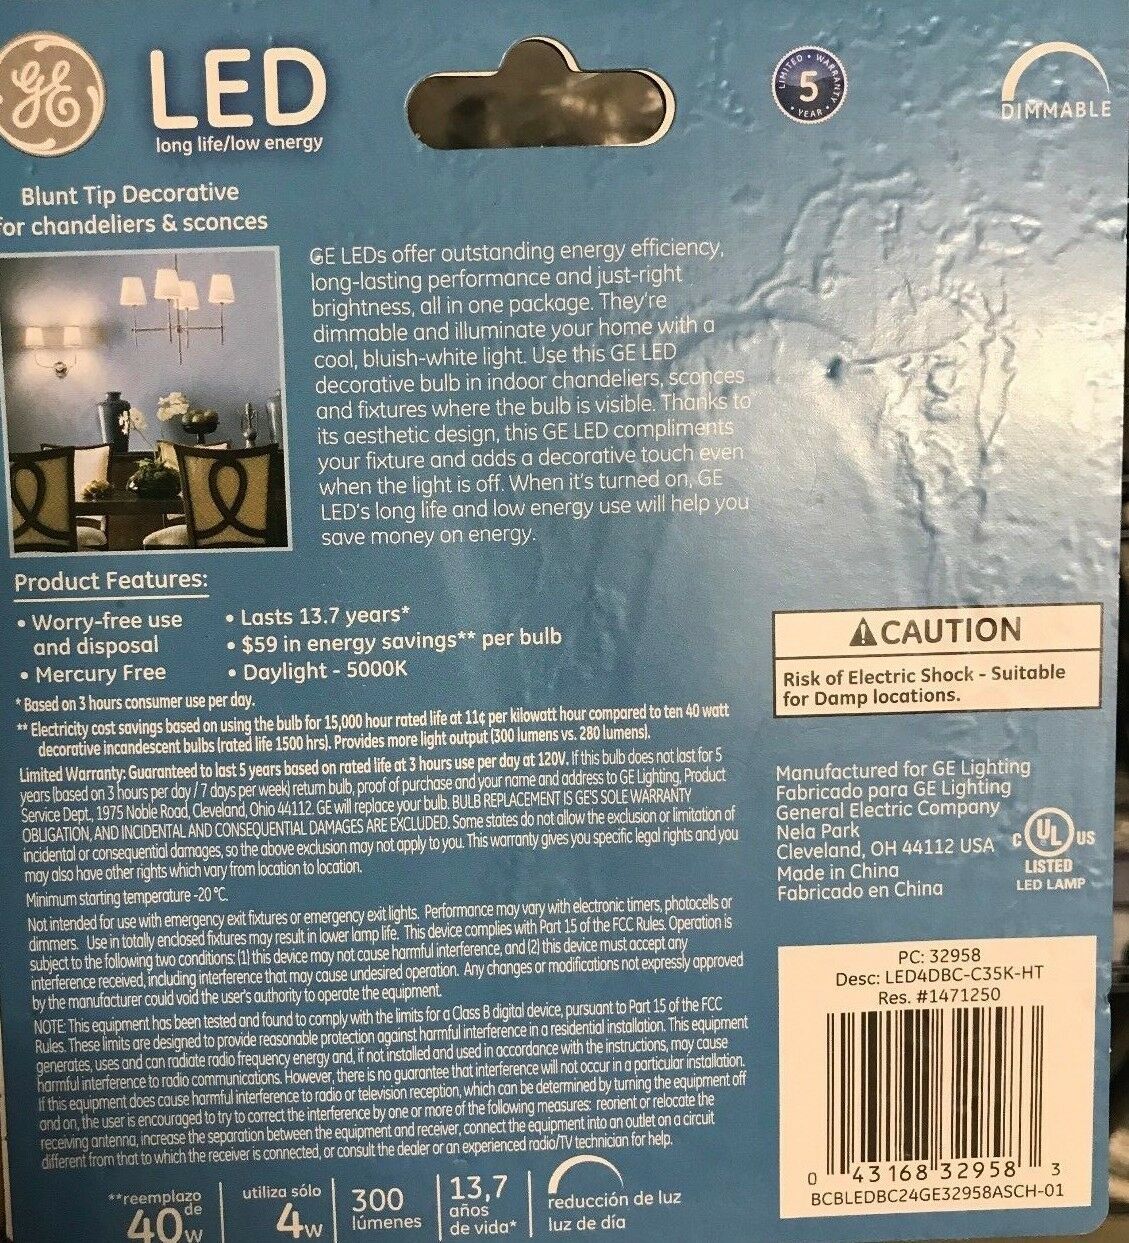 GE
LED
long life/low energy
LIMITED WARRANTY
5
YEAR
DIMMABLE
Blunt Tip Decorative
for chandeliers & sconces
GE LEDs offer outstanding energy efficiency,
long-lasting performance and just-right
brightness, all in one package. They're
dimmable and illuminate your home with a
cool, bluish-white light. Use this GE LED
decorative bulb in indoor chandeliers, sconces
and fixtures where the bulb is visible. Thanks to
its aesthetic design, this GE LED compliments
your fixture and adds a decorative touch even
when the light is off. When it's turned on, GE
LED's long life and low energy use will help you
save money on energy.
Product Features:
• Worry-free use
and disposal
• Mercury Free
• Lasts 13.7 years*
• $59 in energy savings** per bulb
• Daylight - 5000K
* Based on 3 hours consumer use per day.
** Electricity cost savings based on using the bulb for 15,000 hour rated life at 11¢ per kilowatt hour compared to ten 40 watt
decorative incandescent bulbs (rated life 1500 hrs). Provides more light output (300 lumens vs. 280 lumens).
Limited Warranty: Guaranteed to last 5 years based on rated life at 3 hours use per day at 120V. If this bulb does not last for 5
years (based on 3 hours per day / 7 days per week) return bulb, proof of purchase and your name and address to GE Lighting, Product
Service Dept., 1975 Noble Road, Cleveland, Ohio 44112. GE will replace your bulb. BULB REPLACEMENT IS GE'S SOLE WARRANTY
OBLIGATION, AND INCIDENTAL AND CONSEQUENTIAL DAMAGES ARE EXCLUDED. Some states do not allow the exclusion or limitation of
incidental or consequential damages, so the above exclusion may not apply to you. This warranty gives you specific legal rights and you
may also have other rights which vary from location to location.
Minimum starting temperature -20 °C.
Not intended for use with emergency exit fixtures or emergency exit lights. Performance may vary with electronic timers, photocells or
dimmers. Use in totally enclosed fixtures may result in lower lamp life. This device complies with Part 15 of the FCC Rules. Operation is
subject to the following two conditions: (1) this device may not cause harmful interference, and (2) this device must accept any
interference received, including interference that may cause undesired operation. Any changes or modifications not expressly approved
by the manufacturer could void the user's authority to operate the equipment.
NOTE: This equipment has been tested and found to comply with the limits for a Class B digital device, pursuant to Part 15 of the FCC
Rules. These limits are designed to provide reasonable protection against harmful interference in a residential installation. This equipment
generates, uses and can radiate radio frequency energy and, if not installed and used in accordance with the instructions, may cause
harmful interference to radio communications. However, there is no guarantee that interference will not occur in a particular installation.
If this equipment does cause harmful interference to radio or television reception, which can be determined by turning the equipment off
and on, the user is encouraged to try to correct the interference by one or more of the following measures: reorient or relocate the
receiving antenna, increase the separation between the equipment and receiver, connect the equipment into an outlet on a circuit
different from that to which the receiver is connected, or consult the dealer or an experienced radio/TV technician for help.
**reemplazo
de
40w
utiliza sólo
4w
300
lúmenes
13,7
años
de vida*
reducción de luz
luz de día
⚠CAUTION
Risk of Electric Shock - Suitable
for Damp locations.
Manufactured for GE Lighting
Fabricado para GE Lighting
General Electric Company
Nela Park
Cleveland, OH 44112 USA
Made in China
Fabricado en China
C UL US
LISTED
LED LAMP
PC: 32958
Desc: LED4DBC-C35K-HT
Res. #1471250
0 43168 32958 3
BCBLEDBC24GE32958ASCH-01